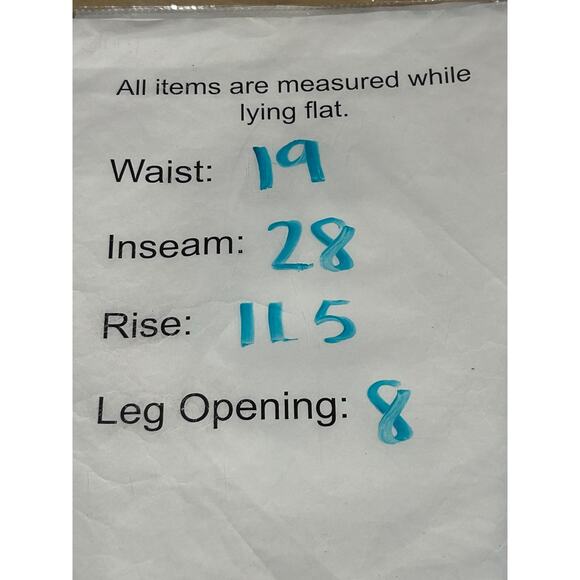 All items are measured while
lying flat.
Waist: 19
Inseam: 28
Rise: 11.5
Leg Opening: 8